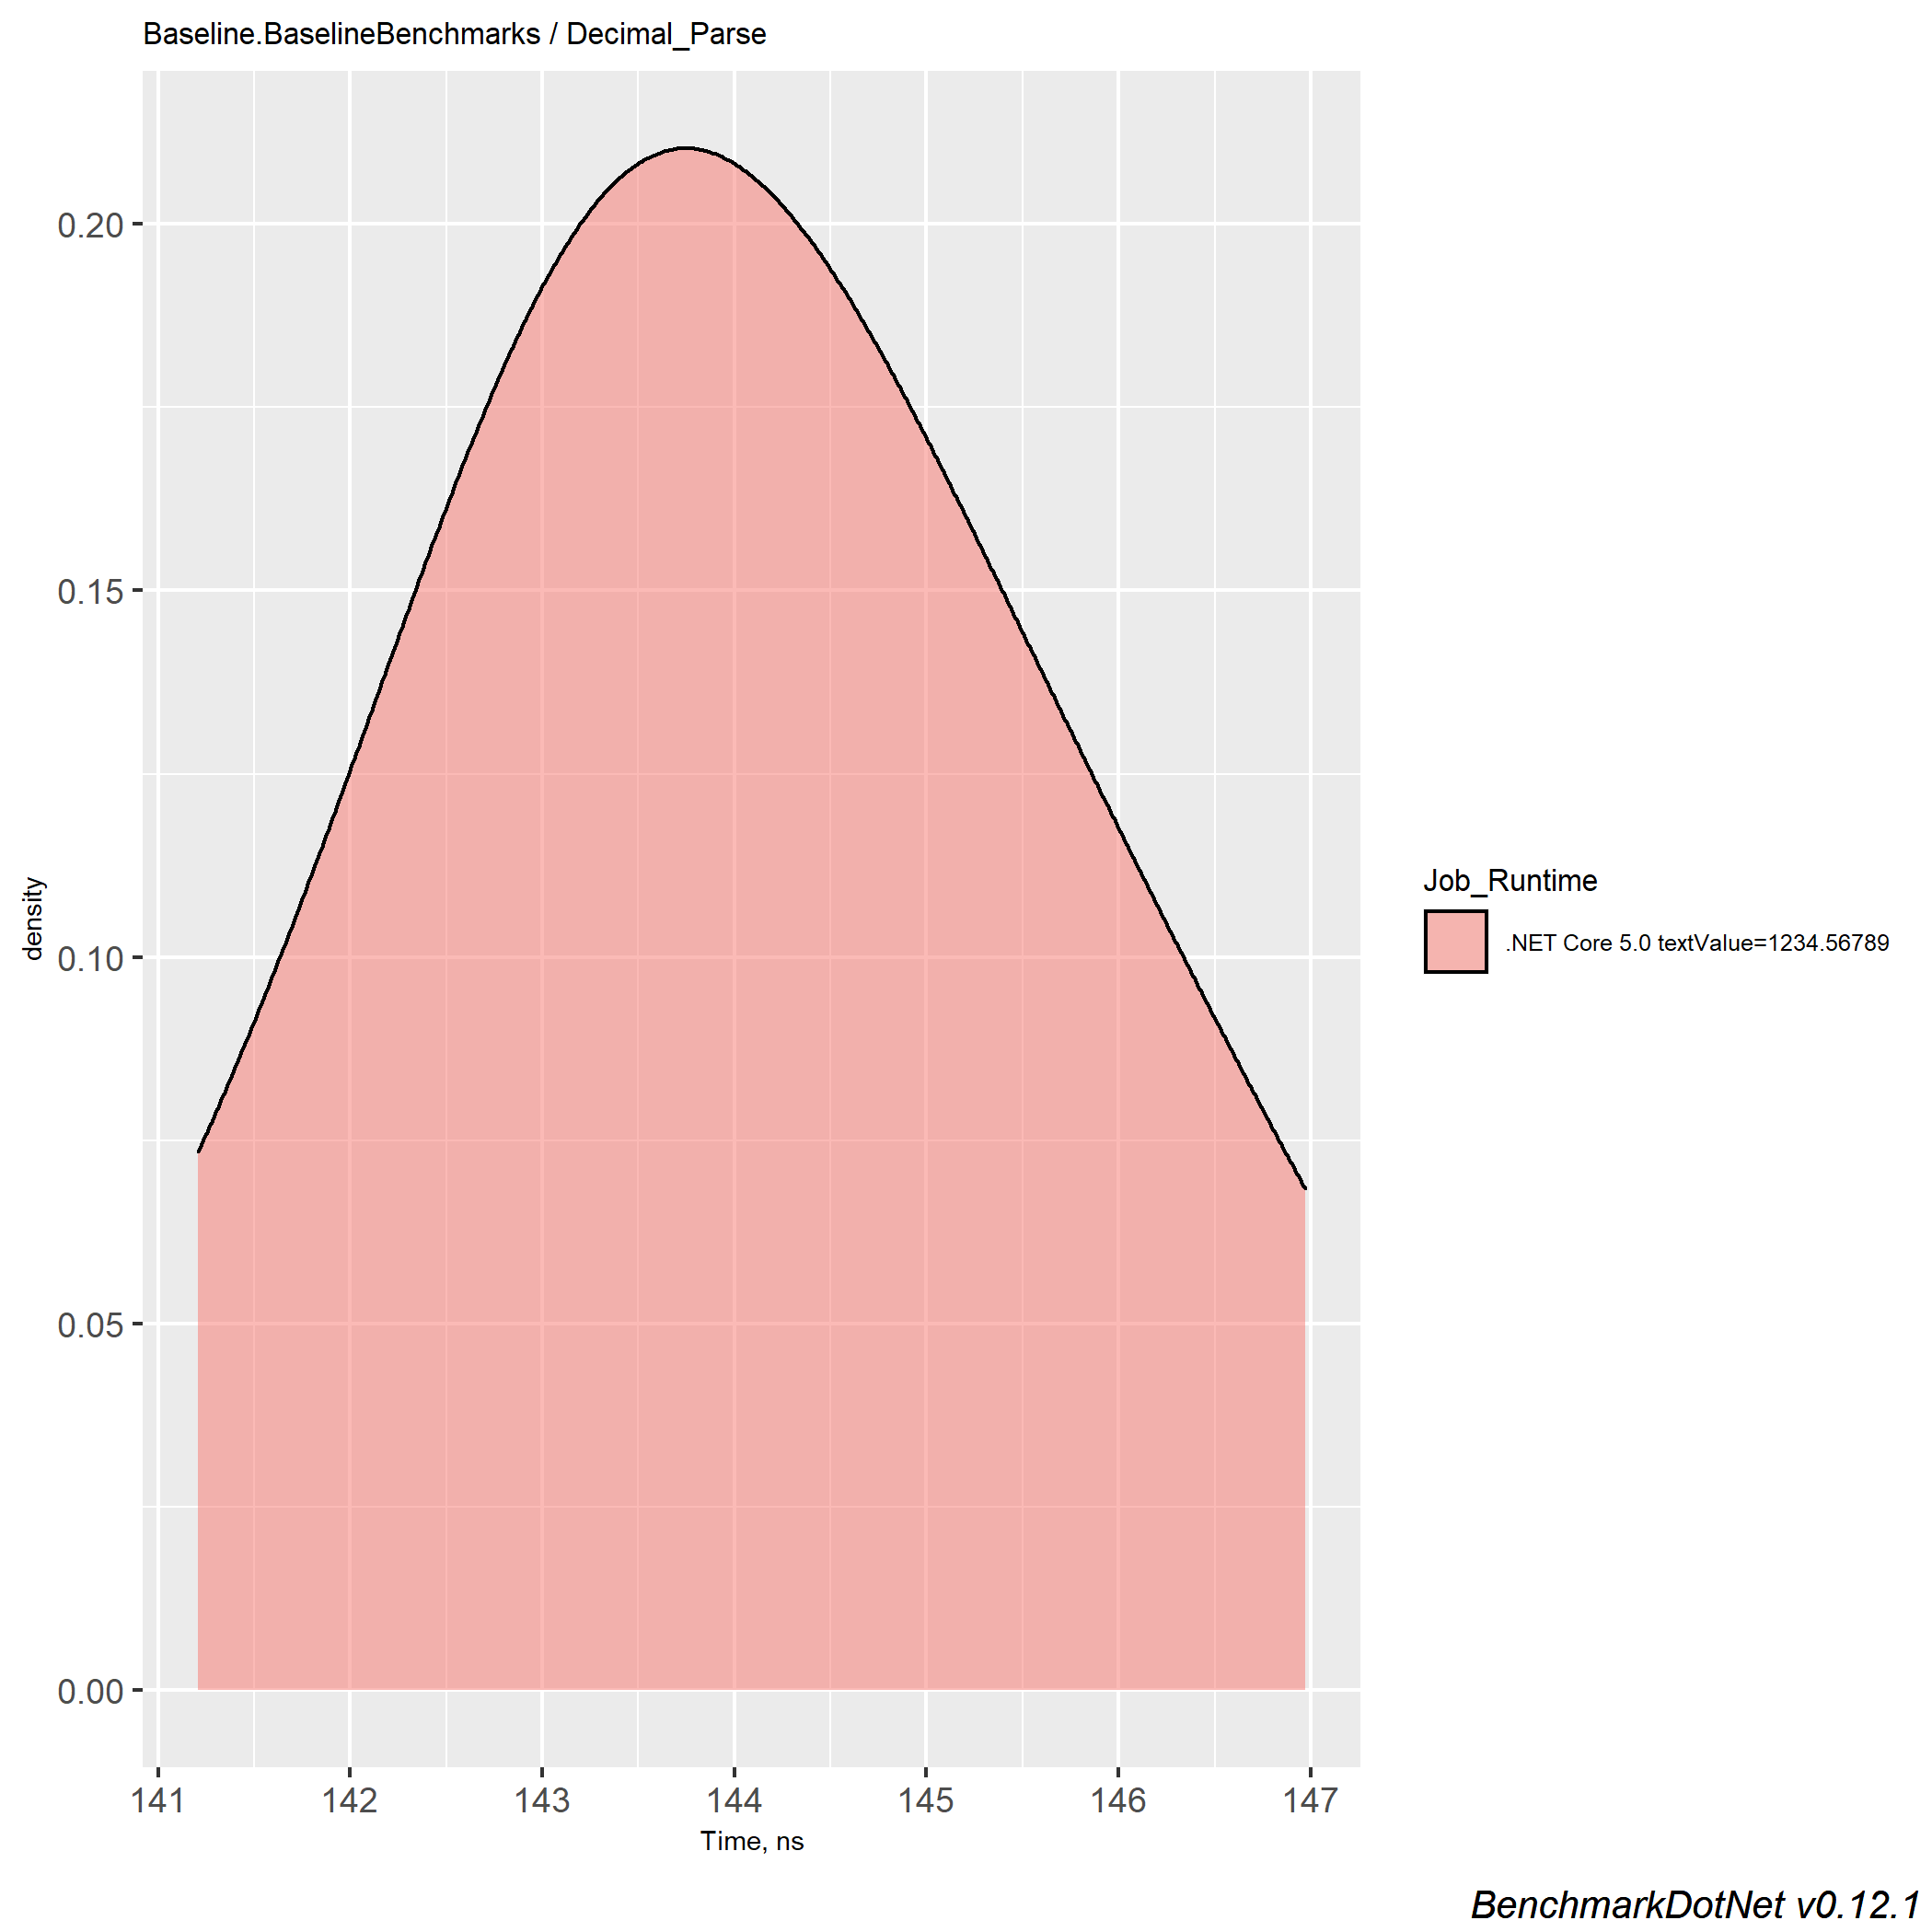 Baseline.BaselineBenchmarks / Decimal_Parse
0.20
0.15
0.10
0.05
0.00
density
141 142 143 144 145 146 147
Time, ns
Job_Runtime
.NET Core 5.0 textValue=1234.56789
BenchmarkDotNet v0.12.1